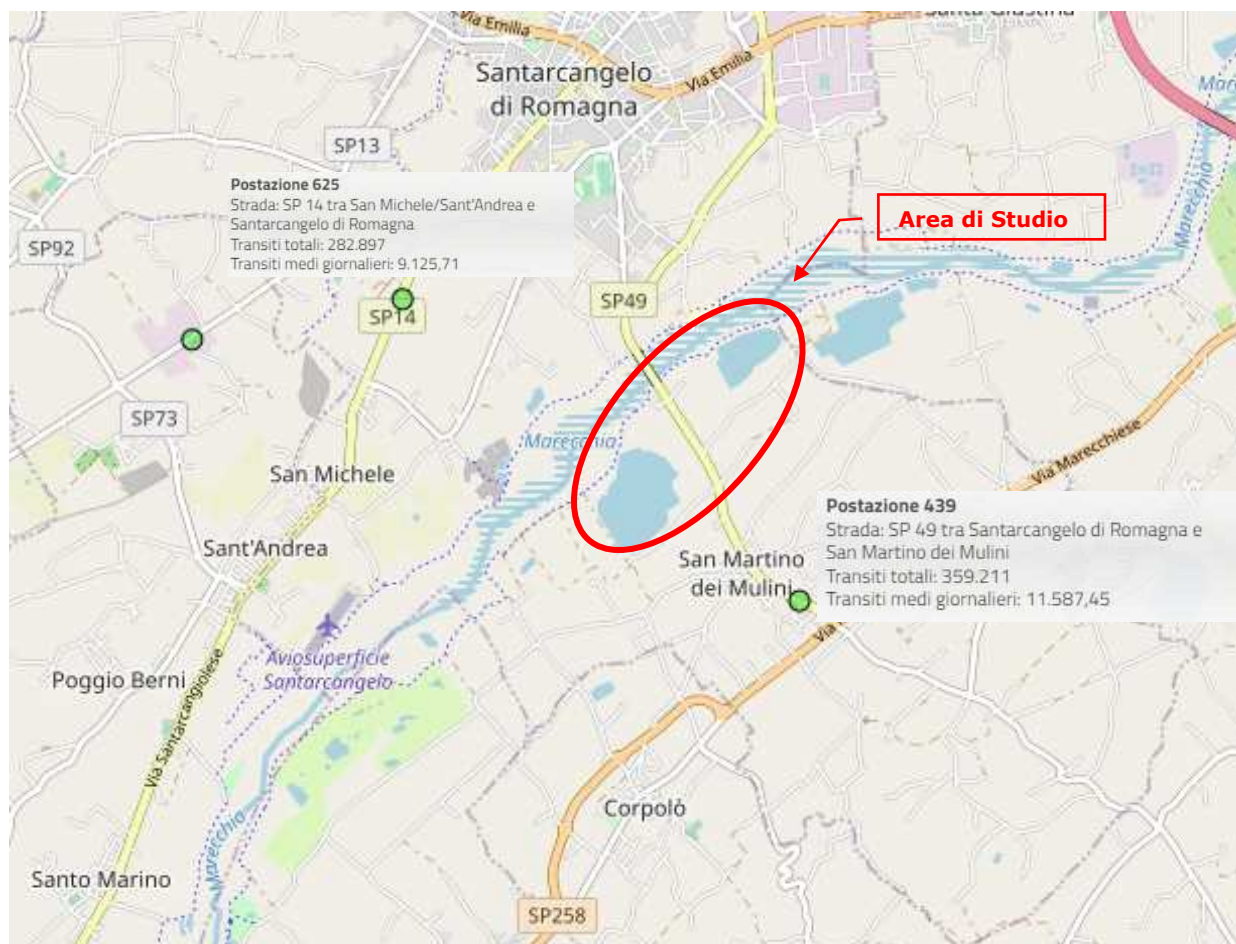 Via Emilia
Santa Giustina
Santarcangelo
di Romagna
Via Emilia
SP13
Postazione 625
Strada: SP 14 tra San Michele/Sant'Andrea e
Santarcangelo di Romagna
Transiti totali: 282.897
Transiti medi giornalieri: 9.125,71
Marecchia
Area di Studio
SP92
SP14
SP49
SP73
Marecchia
San Michele
Via Marecchiese
Postazione 439
Strada: SP 49 tra Santarcangelo di Romagna e
San Martino dei Mulini
Transiti totali: 359.211
Transiti medi giornalieri: 11.587,45
Sant'Andrea
San Martino
dei Mulini
Via
Aviosuperficie
Santarcangelo
Poggio Berni
Via Santarcangiolese
Corpolò
Marecchia
Santo Marino
SP258